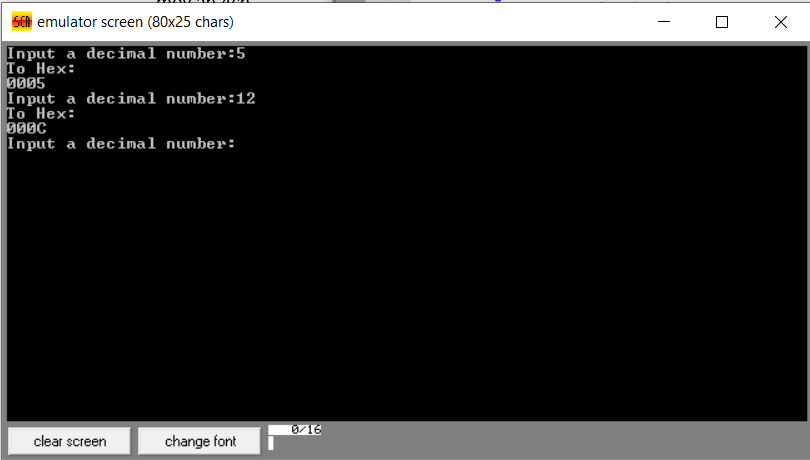 SCR emulator screen (80x25 chars)
Input a decimal number:5
To Hex:
0005
Input a decimal number:12
To Hex:
000C
Input a decimal number:
clear screen change font 0/16